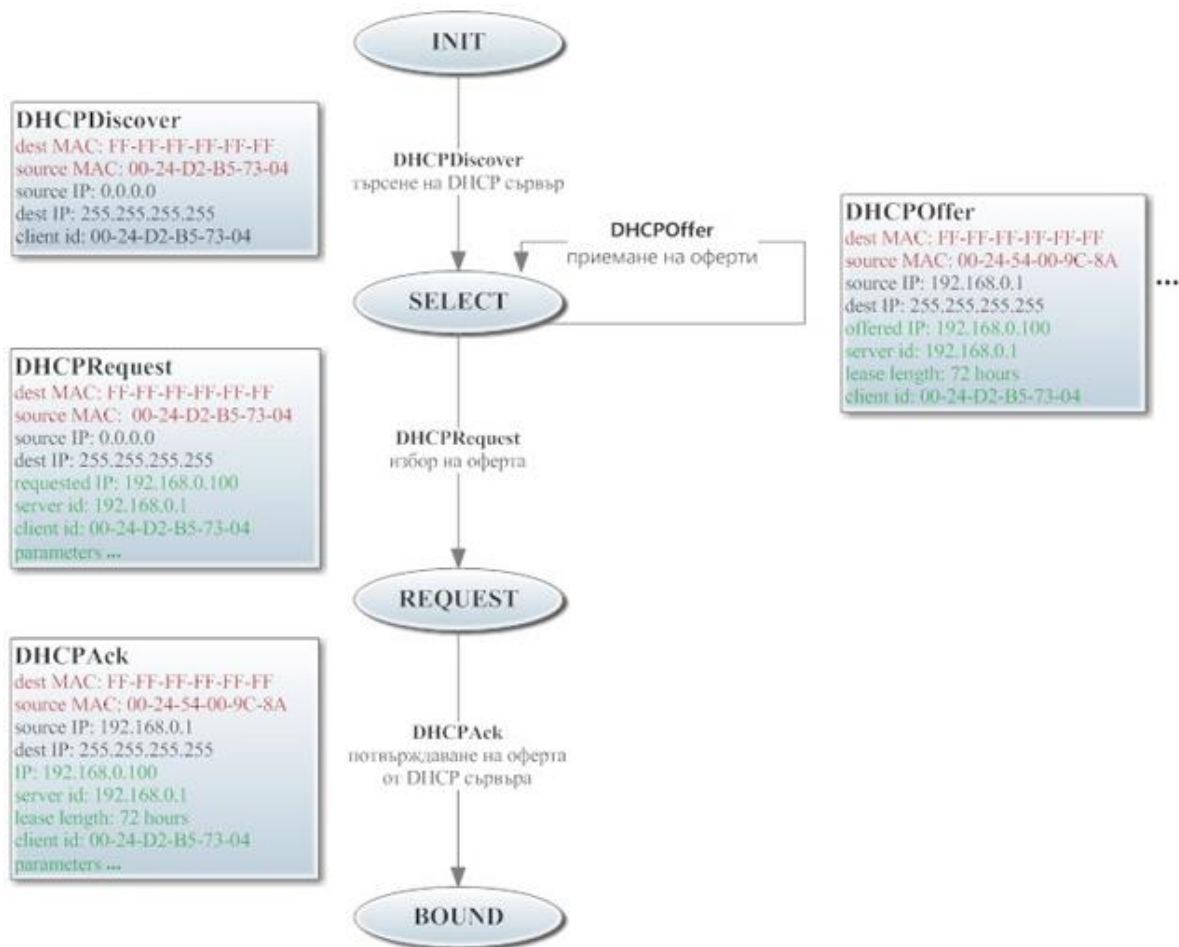 INIT
DHCPDiscover
dest MAC: FF-FF-FF-FF-FF-FF
source MAC: 00-24-D2-B5-73-04
source IP: 0.0.0.0
dest IP: 255.255.255.255
client id: 00-24-D2-B5-73-04
DHCPDiscover
търсене на DHCP сървър
DHCPOffer
приемане на оферти
DHCPOffer
dest MAC: FF-FF-FF-FF-FF-FF
source MAC: 00-24-54-00-9C-8A
source IP: 192.168.0.1
dest IP: 255.255.255.255
offered IP: 192.168.0.100
server id: 192.168.0.1
lease length: 72 hours
client id: 00-24-D2-B5-73-04
...
SELECT
DHCPRequest
dest MAC: FF-FF-FF-FF-FF-FF
source MAC: 00-24-D2-B5-73-04
source IP: 0.0.0.0
dest IP: 255.255.255.255
requested IP: 192.168.0.100
server id: 192.168.0.1
client id: 00-24-D2-B5-73-04
parameters ...
DHCPRequest
избор на оферта
REQUEST
DHCPAck
dest MAC: FF-FF-FF-FF-FF-FF
source MAC: 00-24-54-00-9C-8A
source IP: 192.168.0.1
dest IP: 255.255.255.255
IP: 192.168.0.100
server id: 192.168.0.1
lease length: 72 hours
client id: 00-24-D2-B5-73-04
parameters ...
DHCPAck
потвърждаване на оферта
от DHCP сървъра
BOUND